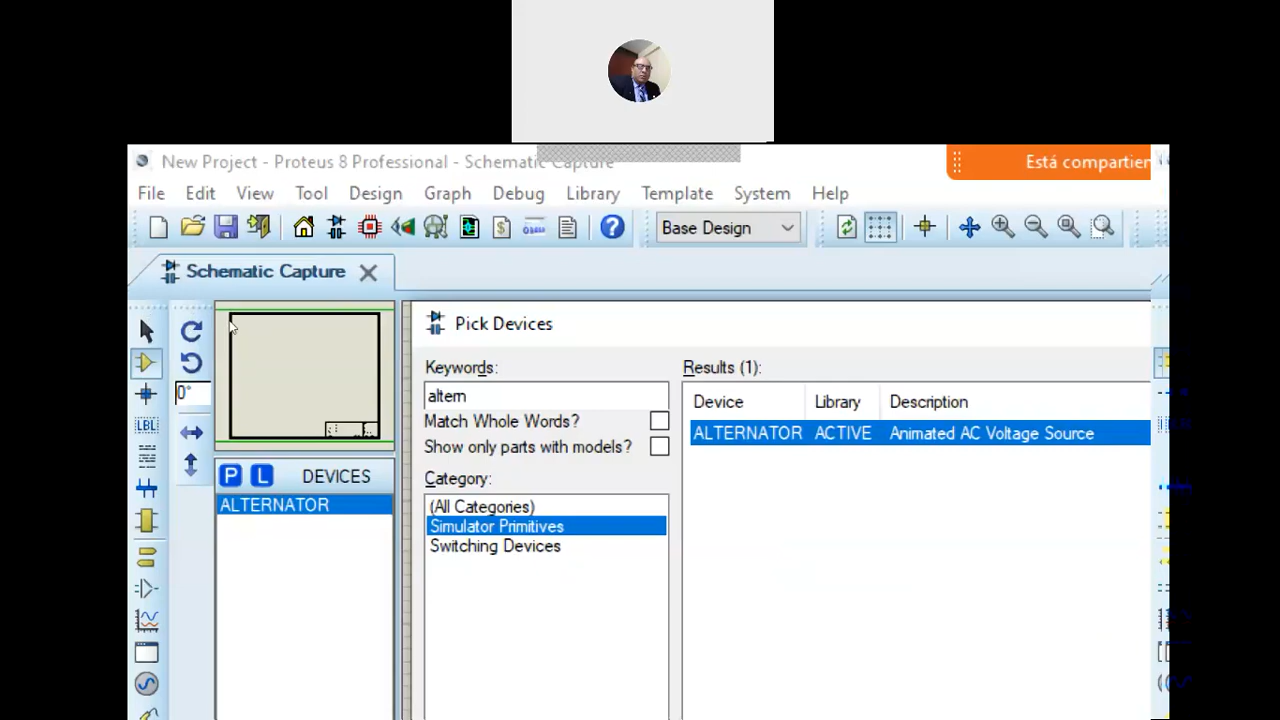 New Project - Proteus 8 Professional - Schematic Capture
Está compartien
File Edit View Tool Design Graph Debug Library Template System Help
Base Design
Schematic Capture
Pick Devices
Keywords:
Results (1):
0°
altern
Device Library Description
Match Whole Words?
LBL
ALTERNATOR ACTIVE Animated AC Voltage Source
Show only parts with models?
P L DEVICES
Category:
ALTERNATOR
(All Categories)
Simulator Primitives
Switching Devices